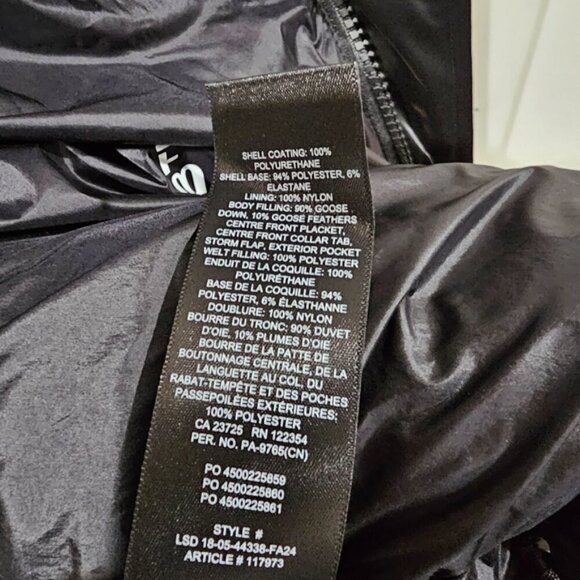 SHELL COATING: 100%
POLYURETHANE
SHELL BASE: 94% POLYESTER, 6%
ELASTANE
LINING: 100% NYLON
BODY FILLING: 90% GOOSE
DOWN, 10% GOOSE FEATHERS
CENTRE FRONT PLACKET,
CENTRE FRONT COLLAR TAB,
STORM FLAP, EXTERIOR POCKET
WELT FILLING: 100% POLYESTER
ENDUIT DE LA COQUILLE: 100%
POLYURÉTHANE
BASE DE LA COQUILLE: 94%
POLYESTER, 6% ÉLASTHANNE
DOUBLURE: 100% NYLON
BOURRE DU TRONC: 90% DUVET
D'OIE, 10% PLUMES D'OIE
BOURRE DE LA PATTE DE
BOUTONNAGE CENTRALE, DE LA
LANGUETTE AU COL, DU
RABAT-TEMPÊTE ET DES POCHES
PASSEPOILÉES EXTÉRIEURES:
100% POLYESTER
CA 23725 RN 122354
PER. NO. PA-9765(CN)
PO 4500225859
PO 4500225860
PO 4500225861
STYLE #
LSD 18-05-44338-FA24
ARTICLE # 117973